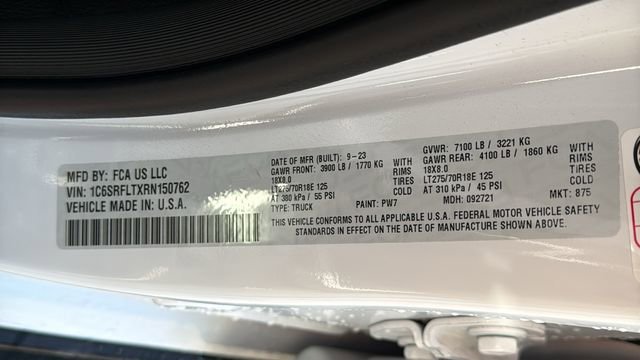 MFD BY: FCA US LLC
VIN: 1C6SRFLTXRN150762
VEHICLE MADE IN: U.S.A.
DATE OF MFR (BUILT): 9-23
GAWR FRONT: 3900 LB / 1770 KG
18X8.0 RIMS
LT275/70R18E 125 TIRES
AT 380 kPa / 55 PSI COLD
TYPE: TRUCK PAINT: PW7
GVWR: 7100 LB / 3221 KG
GAWR REAR: 4100 LB / 1860 KG
18X8.0 RIMS
LT275/70R18E 125 TIRES
AT 310 kPa / 45 PSI COLD
MDH: 092721 MKT: B75
THIS VEHICLE CONFORMS TO ALL APPLICABLE U.S.A. FEDERAL MOTOR VEHICLE SAFETY
STANDARDS IN EFFECT ON THE DATE OF MANUFACTURE SHOWN ABOVE.